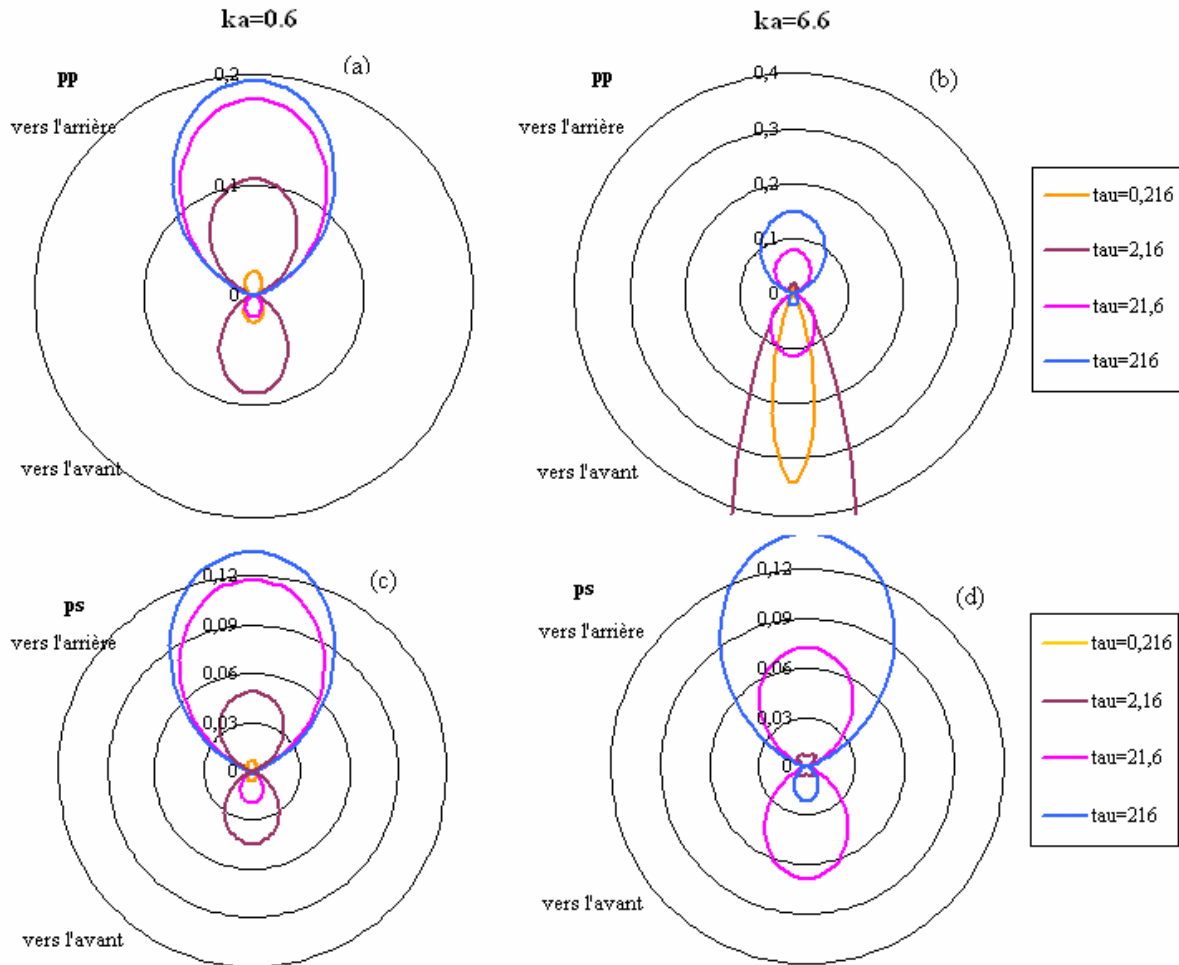 ka=0.6
ka=6.6
pp
(a)
vers l'arrière
0,2
0,1
0
vers l'avant
pp
(b)
vers l'arrière
0,4
0,3
0,2
0,1
0
vers l'avant
tau=0,216
tau=2,16
tau=21,6
tau=216
ps
(c)
vers l'arrière
0,12
0,09
0,06
0,03
0
vers l'avant
ps
(d)
vers l'arrière
0,12
0,09
0,06
0,03
0
vers l'avant
tau=0,216
tau=2,16
tau=21,6
tau=216